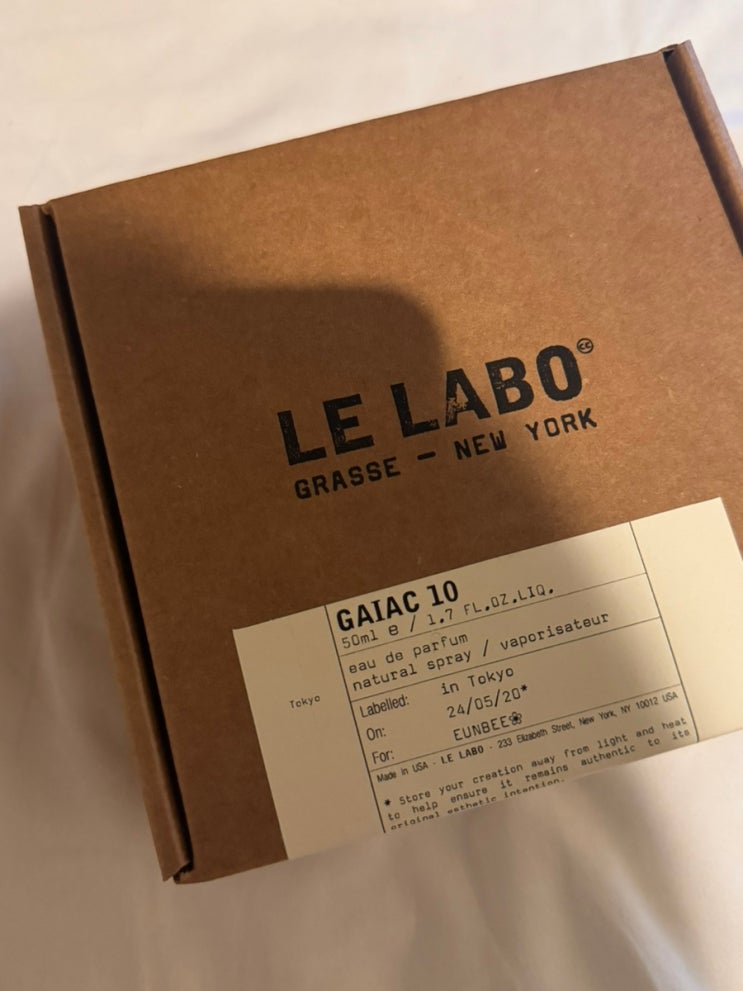 LE LABO
GRASSE — NEW YORK
GAIAC 10
50ml e / 1.7 FL.OZ.LIQ.
eau de parfum
natural spray / vaporisateur
Tokyo
Labelled: in Tokyo
On: 24/05/20*
For: EUNBEE❀
Made in USA · LE LABO · 233 Elizabeth Street, New York, NY 10012 USA
* Store your creation away from light and heat
to help ensure it remains authentic to its
original esthetic intention.